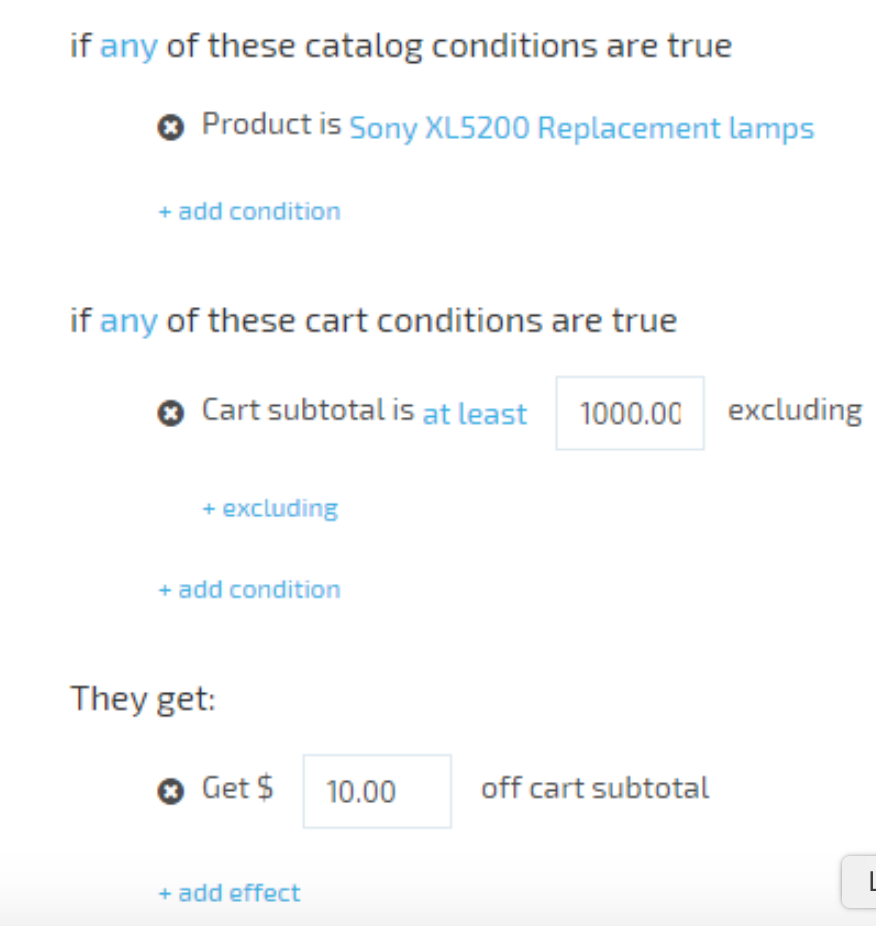 if any of these catalog conditions are true
Product is Sony XL5200 Replacement lamps
+ add condition
if any of these cart conditions are true
Cart subtotal is at least 1000.00 excluding
+ excluding
+ add condition
They get:
Get $ 10.00 off cart subtotal
+ add effect